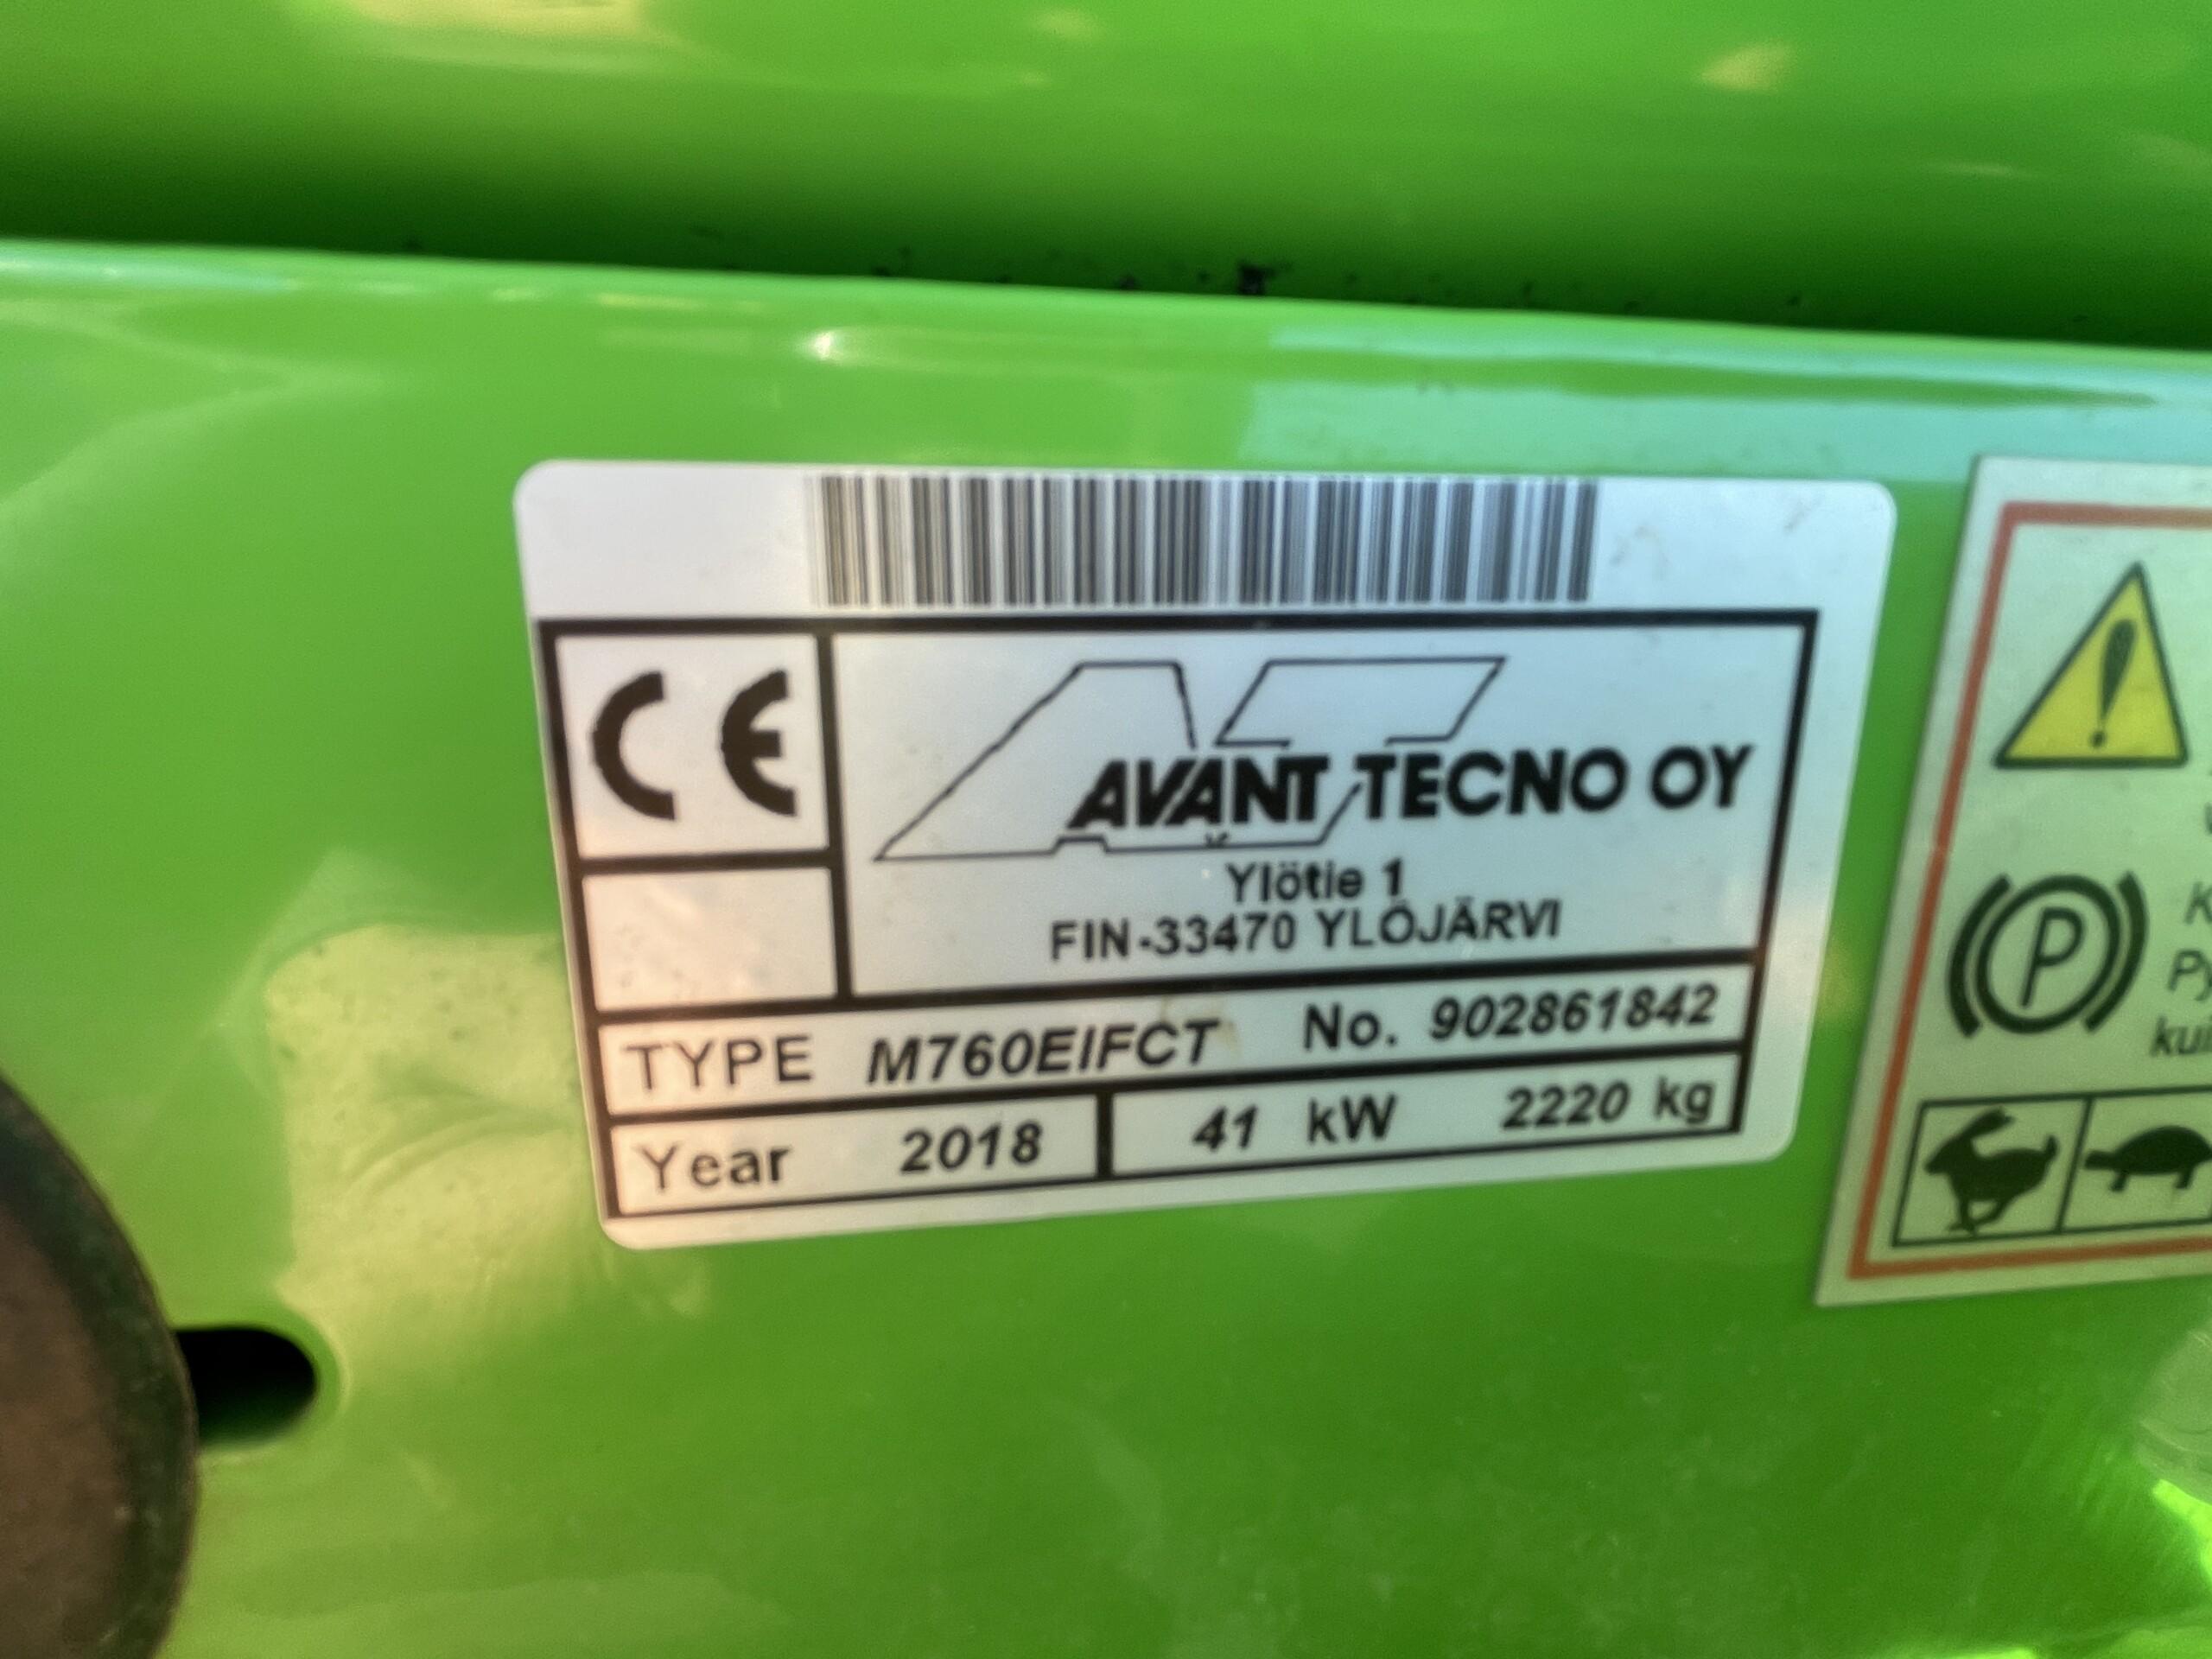 CE
AVANT TECNO OY
Ylötie 1
FIN-33470 YLÖJÄRVI
TYPE M760EIFCT No. 902861842
Year 2018 41 kW 2220 kg
P